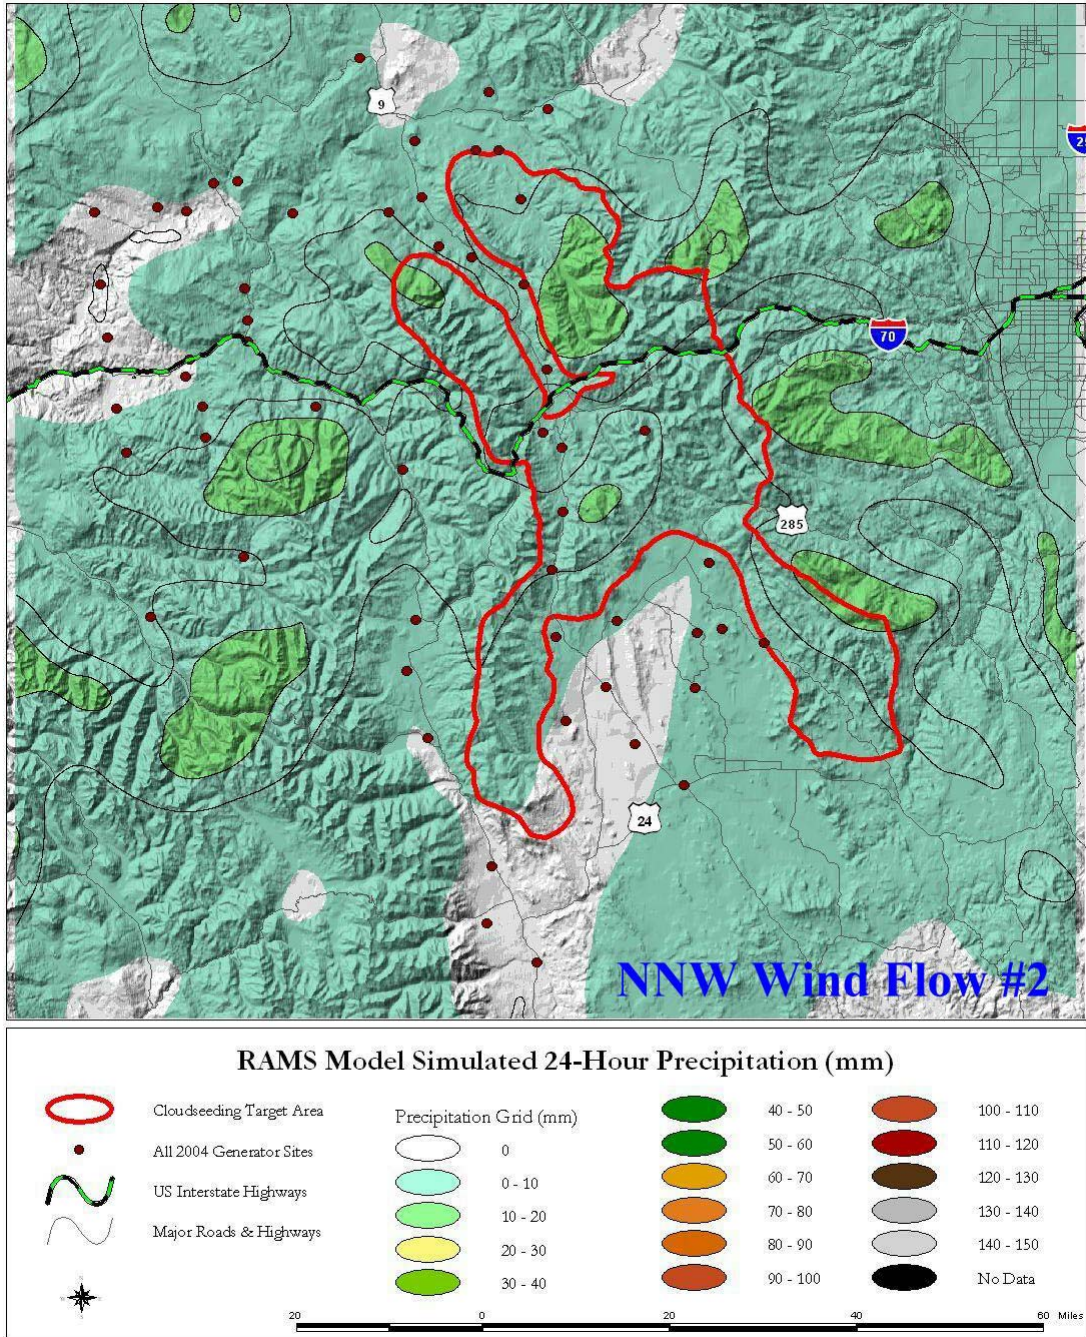 9
25
70
285
24
NNW Wind Flow #2
RAMS Model Simulated 24-Hour Precipitation (mm)
Cloudseeding Target Area
All 2004 Generator Sites
US Interstate Highways
Major Roads & Highways
Precipitation Grid (mm)
0
0 - 10
10 - 20
20 - 30
30 - 40
40 - 50
50 - 60
60 - 70
70 - 80
80 - 90
90 - 100
100 - 110
110 - 120
120 - 130
130 - 140
140 - 150
No Data
20 0 20 40 60 Miles